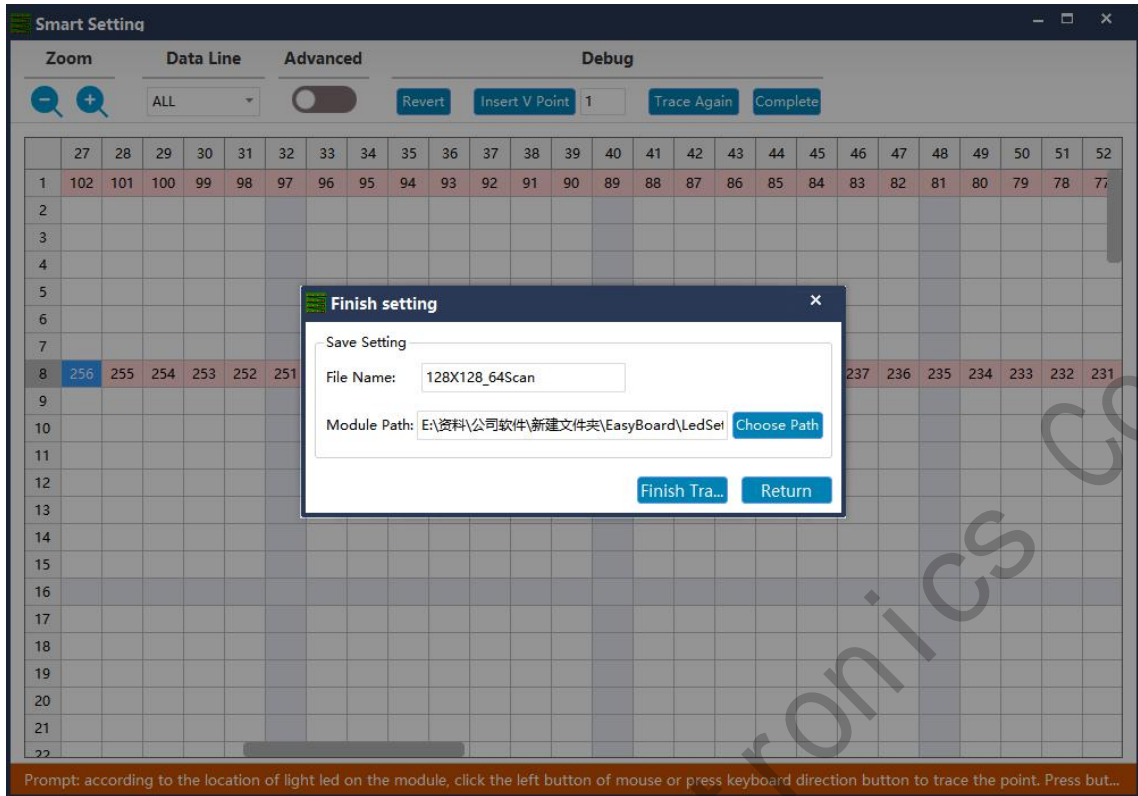 Smart Setting
Zoom Data Line Advanced Debug
ALL Revert Insert V Point 1 Trace Again Complete
27 28 29 30 31 32 33 34 35 36 37 38 39 40 41 42 43 44 45 46 47 48 49 50 51 52
1 102 101 100 99 98 97 96 95 94 93 92 91 90 89 88 87 86 85 84 83 82 81 80 79 78 77
2
3
4
5
6
7
8 256 255 254 253 252 251 237 236 235 234 233 232 231
9
10
11
12
13
14
15
16
17
18
19
20
21
22
Finish setting
Save Setting
File Name: 128X128_64Scan
Module Path: E:\资料\公司软件\新建文件夹\EasyBoard\LedSet Choose Path
Finish Tra... Return
Prompt: according to the location of light led on the module, click the left button of mouse or press keyboard direction button to trace the point. Press but...
tronics Co